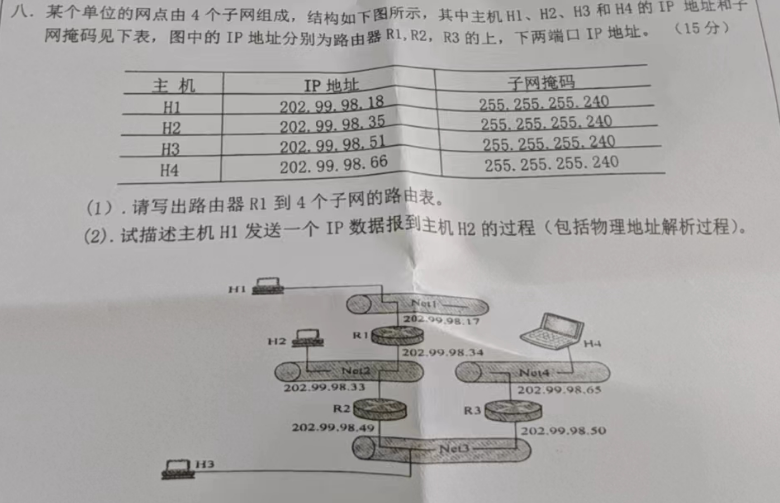 八．某个单位的网点由 4 个子网组成，结构如下图所示，其中主机 H1、H2、H3 和 H4 的 IP 地址和子
网掩码见下表，图中的 IP 地址分别为路由器 R1,R2，R3 的上，下两端口 IP 地址。（15 分）
主 机 IP 地址 子网掩码
H1 202.99.98.18 255.255.255.240
H2 202.99.98.35 255.255.255.240
H3 202.99.98.51 255.255.255.240
H4 202.99.98.66 255.255.255.240
(1）.请写出路由器 R1 到 4 个子网的路由表。
(2).试描述主机 H1 发送一个 IP 数据报到主机 H2 的过程（包括物理地址解析过程）。
H1
Net1
202.99.98.17
R1
H2
H4
202.99.98.34
Net2
Net4
202.99.98.33
202.99.98.65
R2
R3
202.99.98.49
202.99.98.50
Net3
H3